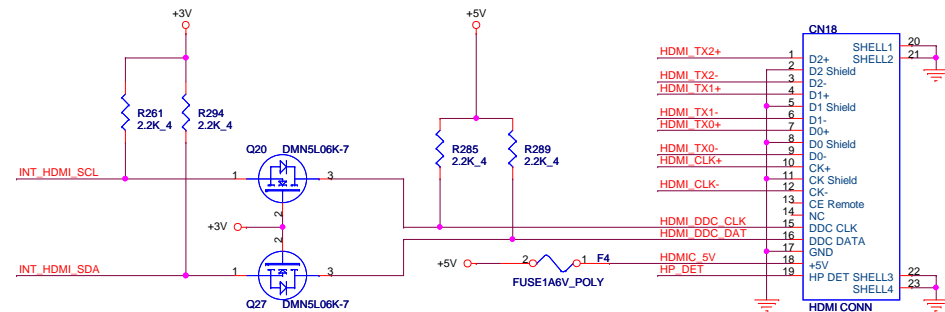 +3V
+5V
CN18
R261
2.2K_4
R294
2.2K_4
R285
2.2K_4
R289
2.2K_4
Q20 DMN5L06K-7
INT_HDMI_SCL
1
3
2
+3V
2
INT_HDMI_SDA
1
3
Q27 DMN5L06K-7
+5V
2
1
F4
FUSE1A6V_POLY
HDMI_TX2+ 1 D2+
2 D2 Shield
HDMI_TX2- 3 D2-
HDMI_TX1+ 4 D1+
5 D1 Shield
HDMI_TX1- 6 D1-
HDMI_TX0+ 7 D0+
8 D0 Shield
HDMI_TX0- 9 D0-
HDMI_CLK+ 10 CK+
11 CK Shield
HDMI_CLK- 12 CK-
13 CE Remote
14 NC
HDMI_DDC_CLK 15 DDC CLK
HDMI_DDC_DAT 16 DDC DATA
17 GND
HDMIC_5V 18 +5V
HP_DET 19 HP DET
SHELL1 20
SHELL2 21
SHELL3 22
SHELL4 23
HDMI CONN